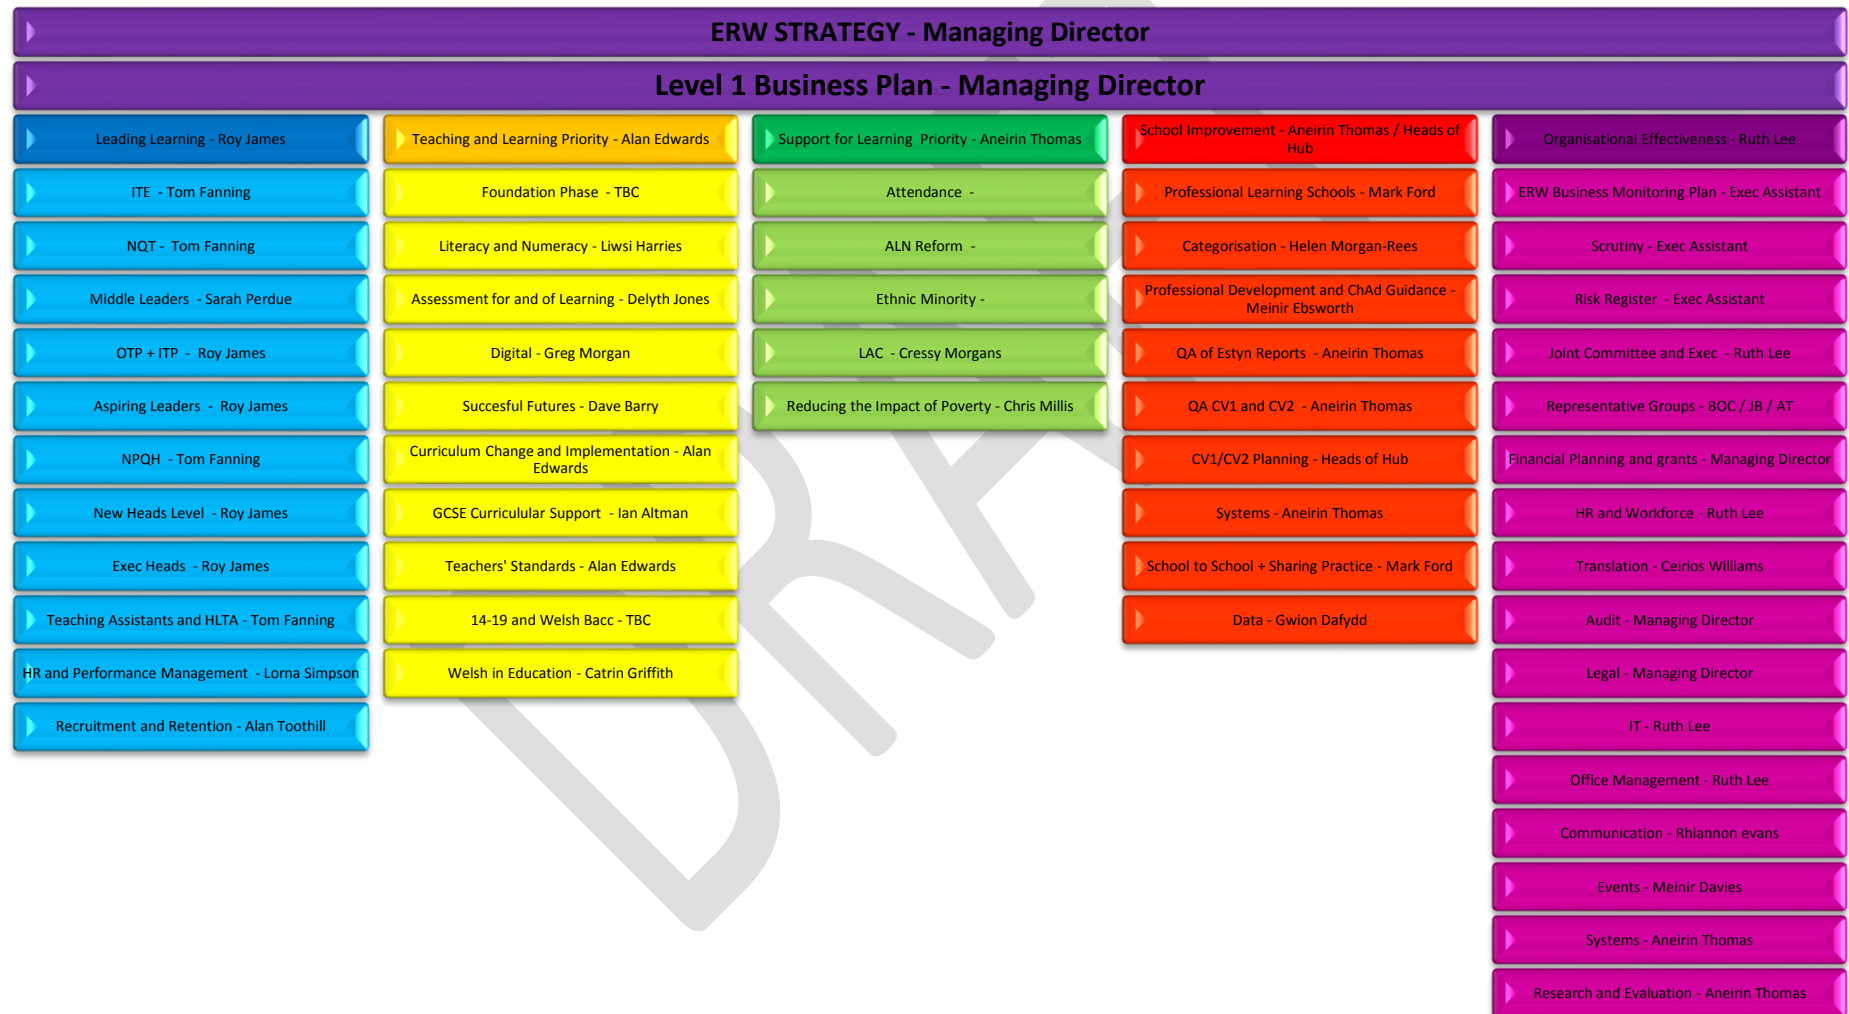 ERW STRATEGY - Managing Director
Level 1 Business Plan - Managing Director
Leading Learning - Roy James
ITE - Tom Fanning
NQT - Tom Fanning
Middle Leaders - Sarah Perdue
OTP + ITP - Roy James
Aspiring Leaders - Roy James
NPQH - Tom Fanning
New Heads Level - Roy James
Exec Heads - Roy James
Teaching Assistants and HLTA - Tom Fanning
HR and Performance Management - Lorna Simpson
Recruitment and Retention - Alan Toothill
Teaching and Learning Priority - Alan Edwards
Foundation Phase - TBC
Literacy and Numeracy - Liwsi Harries
Assessment for and of Learning - Delyth Jones
Digital - Greg Morgan
Succesful Futures - Dave Barry
Curriculum Change and Implementation - Alan
Edwards
GCSE Curriculular Support - Ian Altman
Teachers' Standards - Alan Edwards
14-19 and Welsh Bacc - TBC
Welsh in Education - Catrin Griffith
Support for Learning Priority - Aneirin Thomas
Attendance -
ALN Reform -
Ethnic Minority -
LAC - Cressy Morgans
Reducing the Impact of Poverty - Chris Millis
School Improvement - Aneirin Thomas / Heads of
Hub
Professional Learning Schools - Mark Ford
Categorisation - Helen Morgan-Rees
Professional Development and ChAd Guidance -
Meinir Ebsworth
QA of Estyn Reports - Aneirin Thomas
QA CV1 and CV2 - Aneirin Thomas
CV1/CV2 Planning - Heads of Hub
Systems - Aneirin Thomas
School to School + Sharing Practice - Mark Ford
Data - Gwion Dafydd
Organisational Effectiveness - Ruth Lee
ERW Business Monitoring Plan - Exec Assistant
Scrutiny - Exec Assistant
Risk Register - Exec Assistant
Joint Committee and Exec - Ruth Lee
Representative Groups - BOC / JB / AT
Financial Planning and grants - Managing Director
HR and Workforce - Ruth Lee
Translation - Ceirios Williams
Audit - Managing Director
Legal - Managing Director
IT - Ruth Lee
Office Management - Ruth Lee
Communication - Rhiannon evans
Events - Meinir Davies
Systems - Aneirin Thomas
Research and Evaluation - Aneirin Thomas
DRA